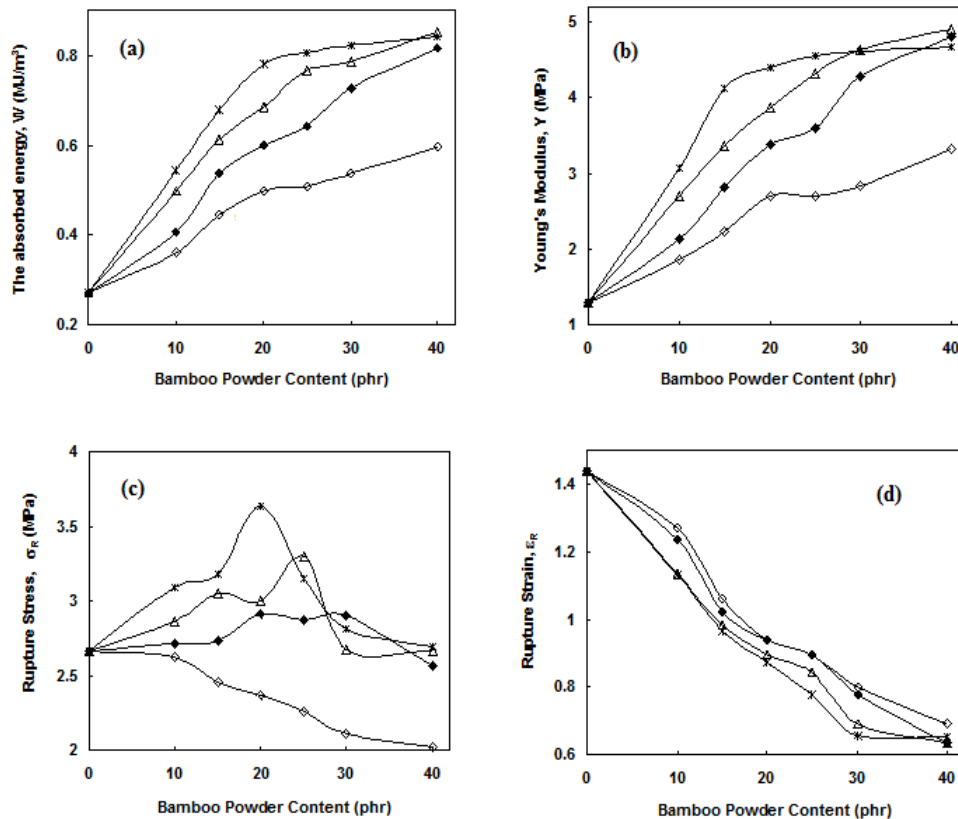 (a)
The absorbed energy, W (MJ/m³)
0.8
0.6
0.4
0.2
0 10 20 30 40
Bamboo Powder Content (phr)
(b)
Young's Modulus, Y (MPa)
5
4
3
2
1
0 10 20 30 40
Bamboo Powder Content (phr)
(c)
Rupture Stress, σR (MPa)
4
3.5
3
2.5
2
0 10 20 30 40
Bamboo Powder Content (phr)
(d)
Rupture Strain, εR
1.4
1.2
1
0.8
0.6
0 10 20 30 40
Bamboo Powder Content (phr)